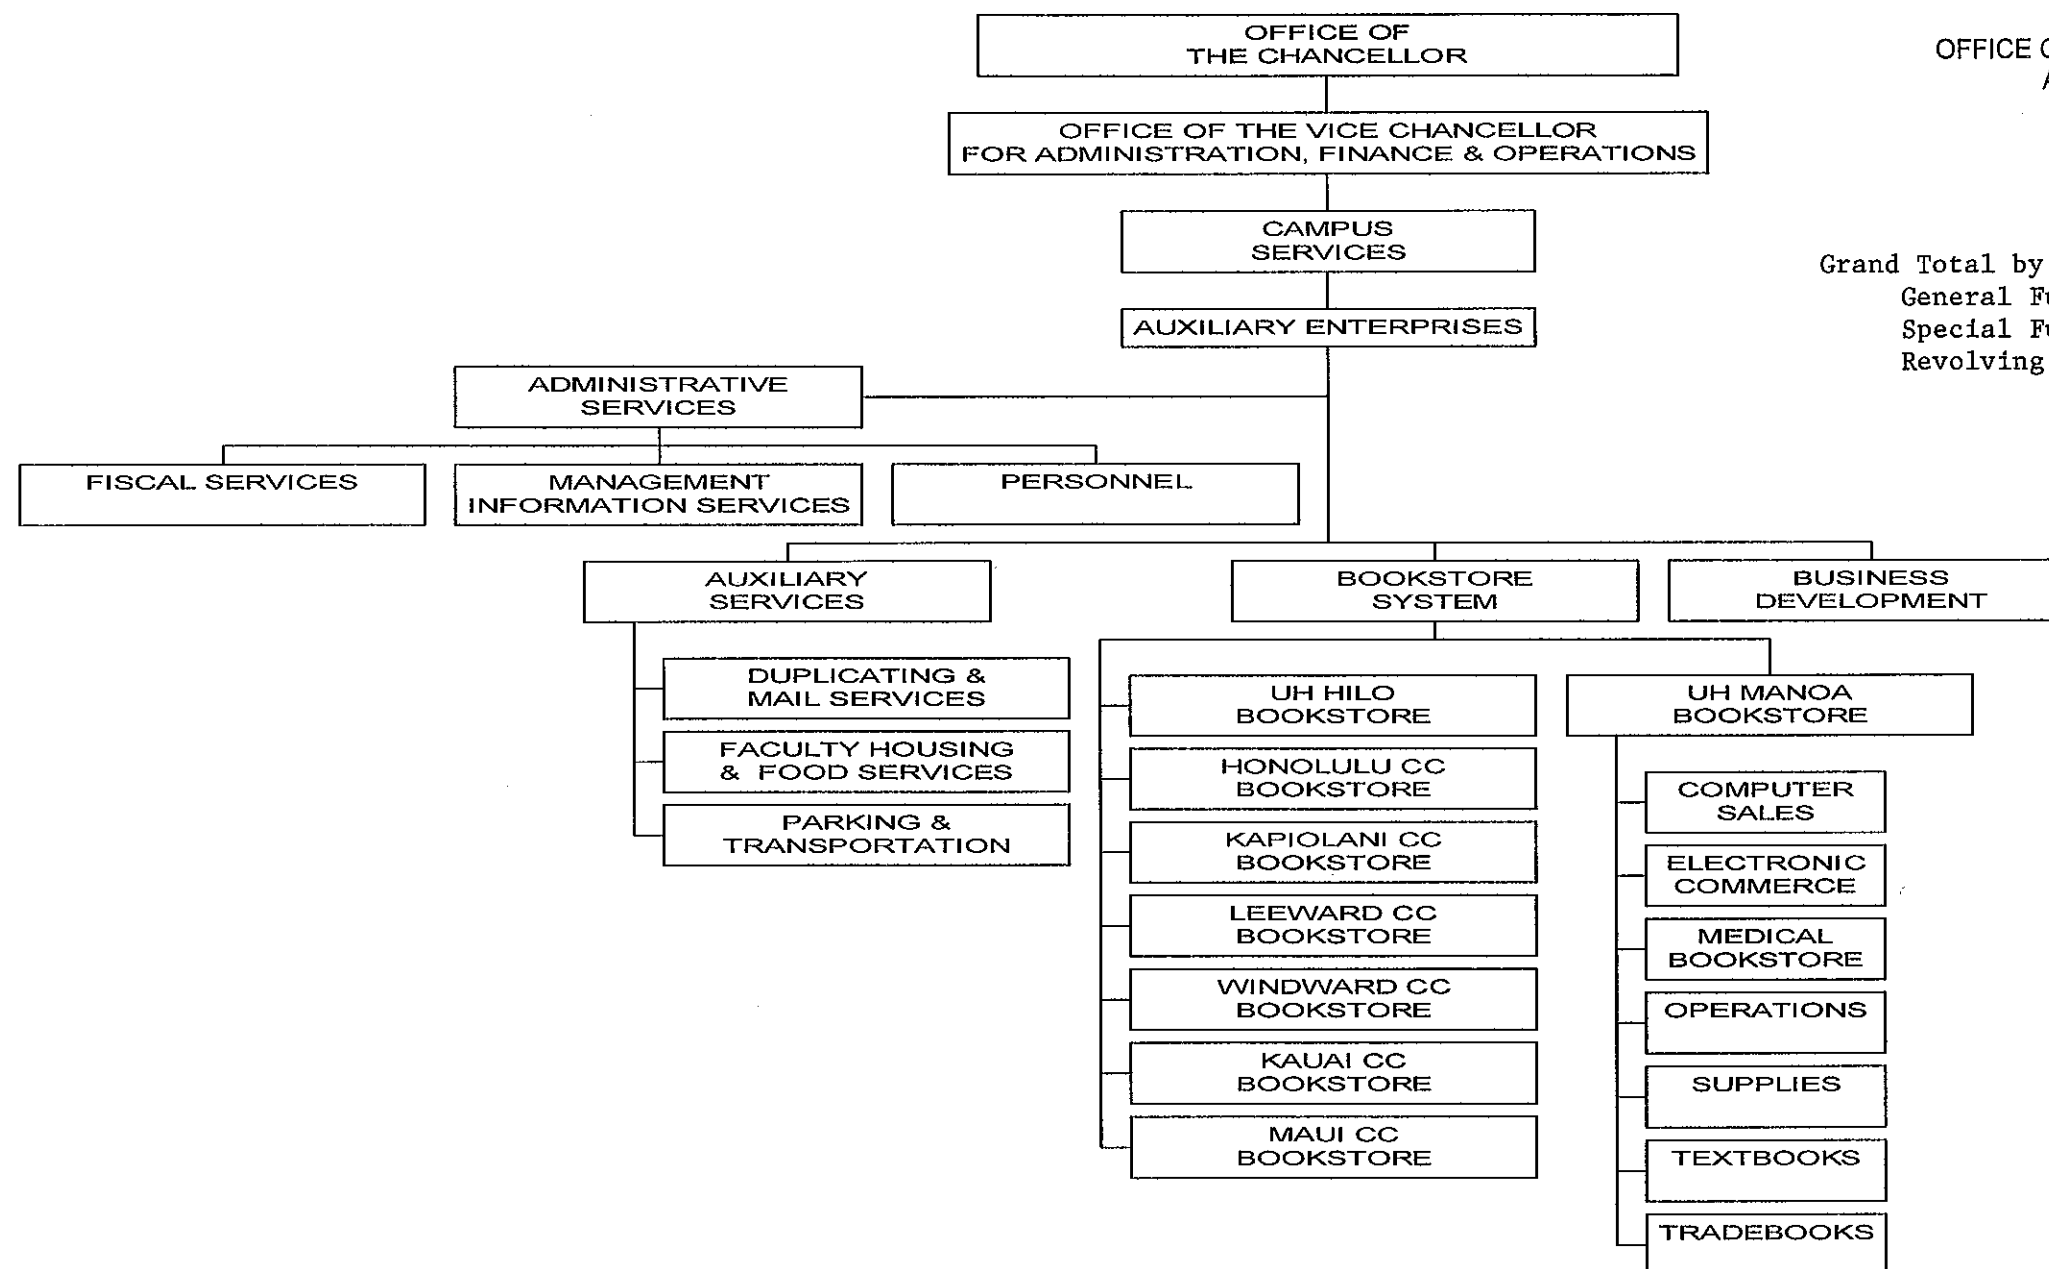 OFFICE OF
THE CHANCELLOR
OFFICE
OFFICE OF THE VICE CHANCELLOR
FOR ADMINISTRATION, FINANCE & OPERATIONS
CAMPUS
SERVICES
Grand Total by
General
Special
Revolving
AUXILIARY ENTERPRISES
ADMINISTRATIVE
SERVICES
FISCAL SERVICES
MANAGEMENT
INFORMATION SERVICES
PERSONNEL
AUXILIARY
SERVICES
BOOKSTORE
SYSTEM
BUSINESS
DEVELOPMENT
DUPLICATING &
MAIL SERVICES
FACULTY HOUSING
& FOOD SERVICES
PARKING &
TRANSPORTATION
UH HILO
BOOKSTORE
HONOLULU CC
BOOKSTORE
KAPIOLANI CC
BOOKSTORE
LEEWARD CC
BOOKSTORE
WINDWARD CC
BOOKSTORE
KAUAI CC
BOOKSTORE
MAUI CC
BOOKSTORE
UH MANOA
BOOKSTORE
COMPUTER
SALES
ELECTRONIC
COMMERCE
MEDICAL
BOOKSTORE
OPERATIONS
SUPPLIES
TEXTBOOKS
TRADEBOOKS